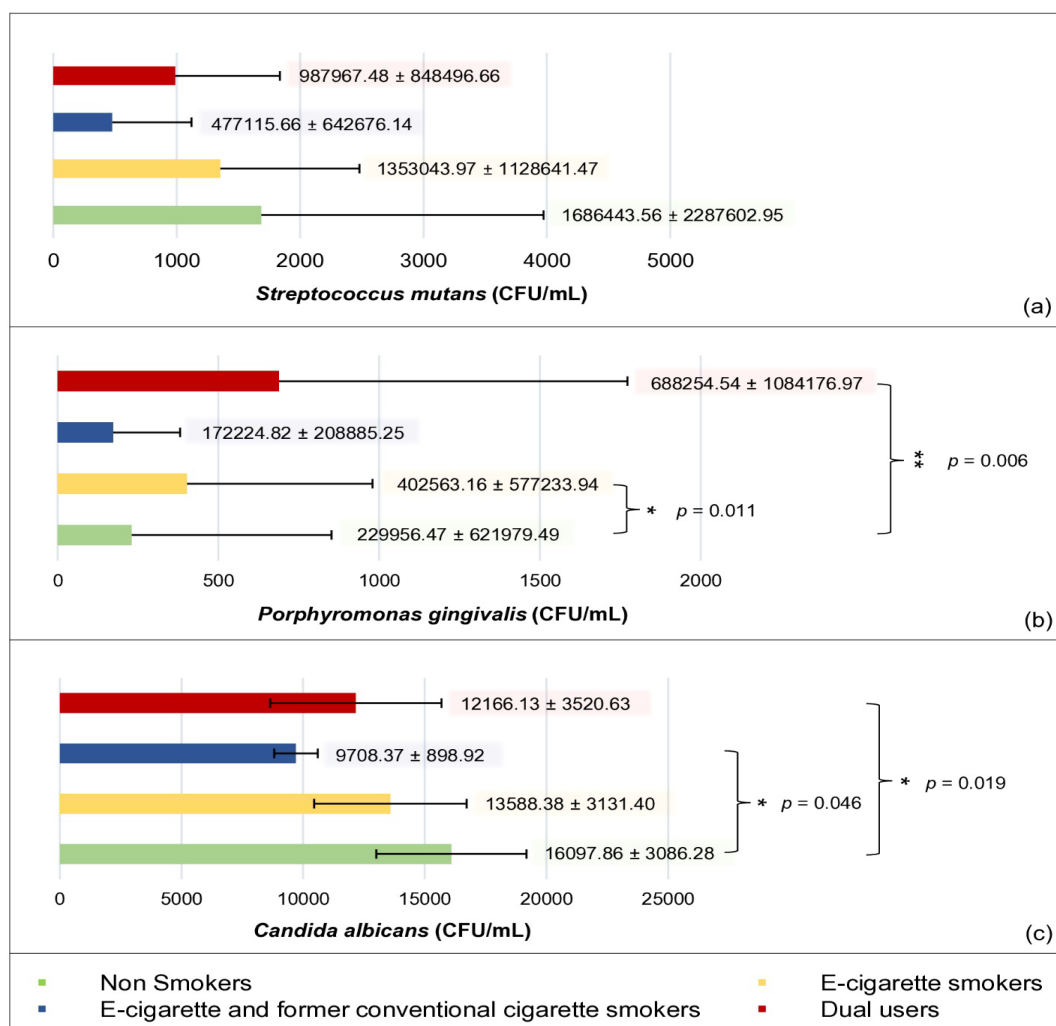 987967.48 ± 848496.66
477115.66 ± 642676.14
1353043.97 ± 1128641.47
1686443.56 ± 2287602.95
0 1000 2000 3000 4000 5000
Streptococcus mutans (CFU/mL)
(a)
688254.54 ± 1084176.97
172224.82 ± 208885.25
402563.16 ± 577233.94
229956.47 ± 621979.49
** p = 0.006
* p = 0.011
0 500 1000 1500 2000
Porphyromonas gingivalis (CFU/mL)
(b)
12166.13 ± 3520.63
9708.37 ± 898.92
13588.38 ± 3131.40
16097.86 ± 3086.28
* p = 0.019
* p = 0.046
0 5000 10000 15000 20000 25000
Candida albicans (CFU/mL)
(c)
Non Smokers
E-cigarette smokers
E-cigarette and former conventional cigarette smokers
Dual users